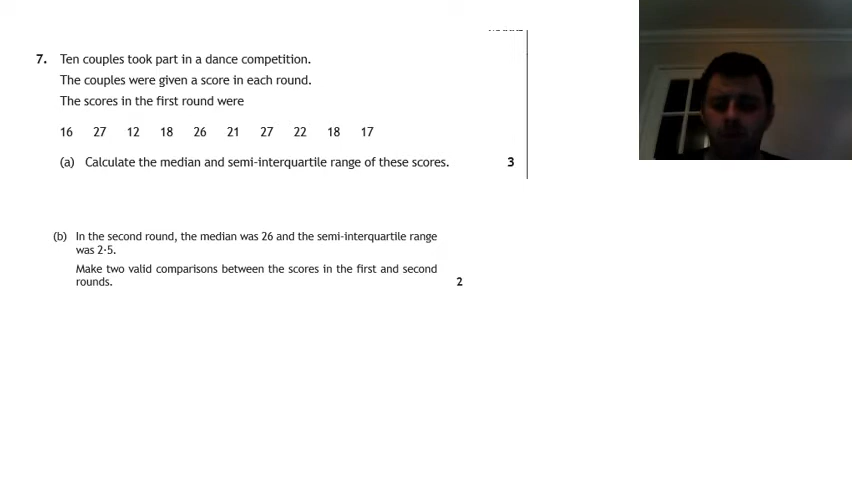 7. Ten couples took part in a dance competition.
The couples were given a score in each round.
The scores in the first round were
16 27 12 18 26 21 27 22 18 17
(a) Calculate the median and semi-interquartile range of these scores. 3
(b) In the second round, the median was 26 and the semi-interquartile range
was 2·5.
Make two valid comparisons between the scores in the first and second
rounds. 2